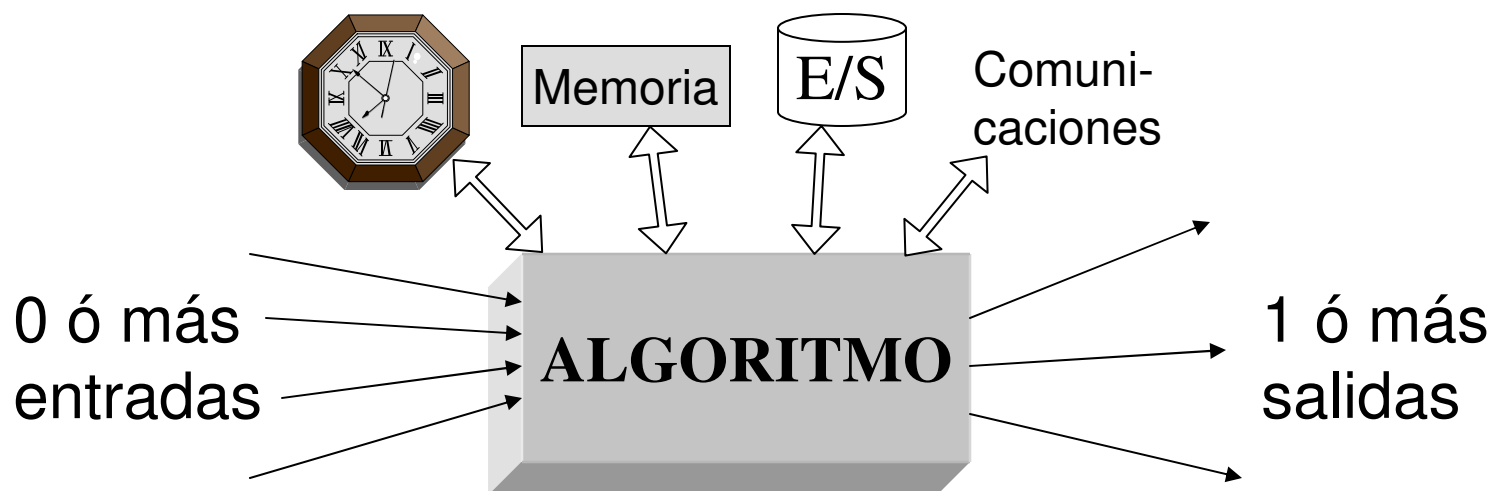 Memoria
E/S
Comuni-
caciones
0 ó más
entradas
ALGORITMO
1 ó más
salidas